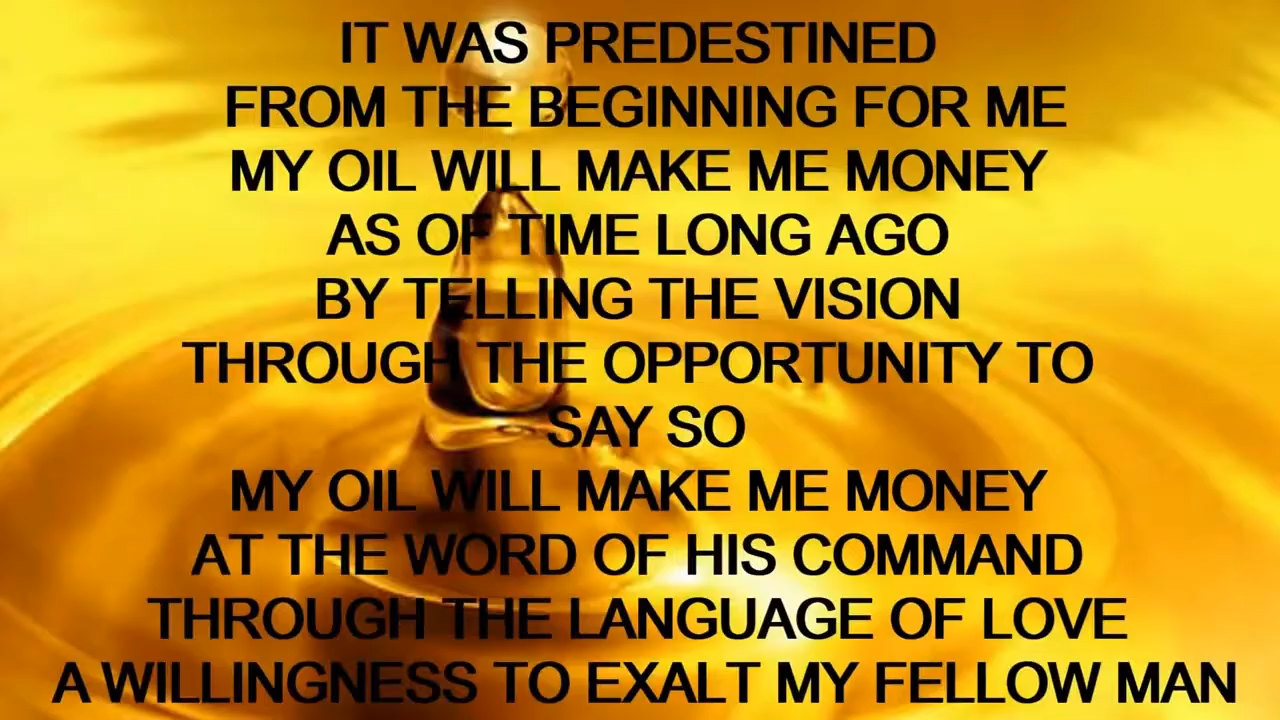 IT WAS PREDESTINED
FROM THE BEGINNING FOR ME
MY OIL WILL MAKE ME MONEY
AS OF TIME LONG AGO
BY TELLING THE VISION
THROUGH THE OPPORTUNITY TO
SAY SO
MY OIL WILL MAKE ME MONEY
AT THE WORD OF HIS COMMAND
THROUGH THE LANGUAGE OF LOVE
A WILLINGNESS TO EXALT MY FELLOW MAN